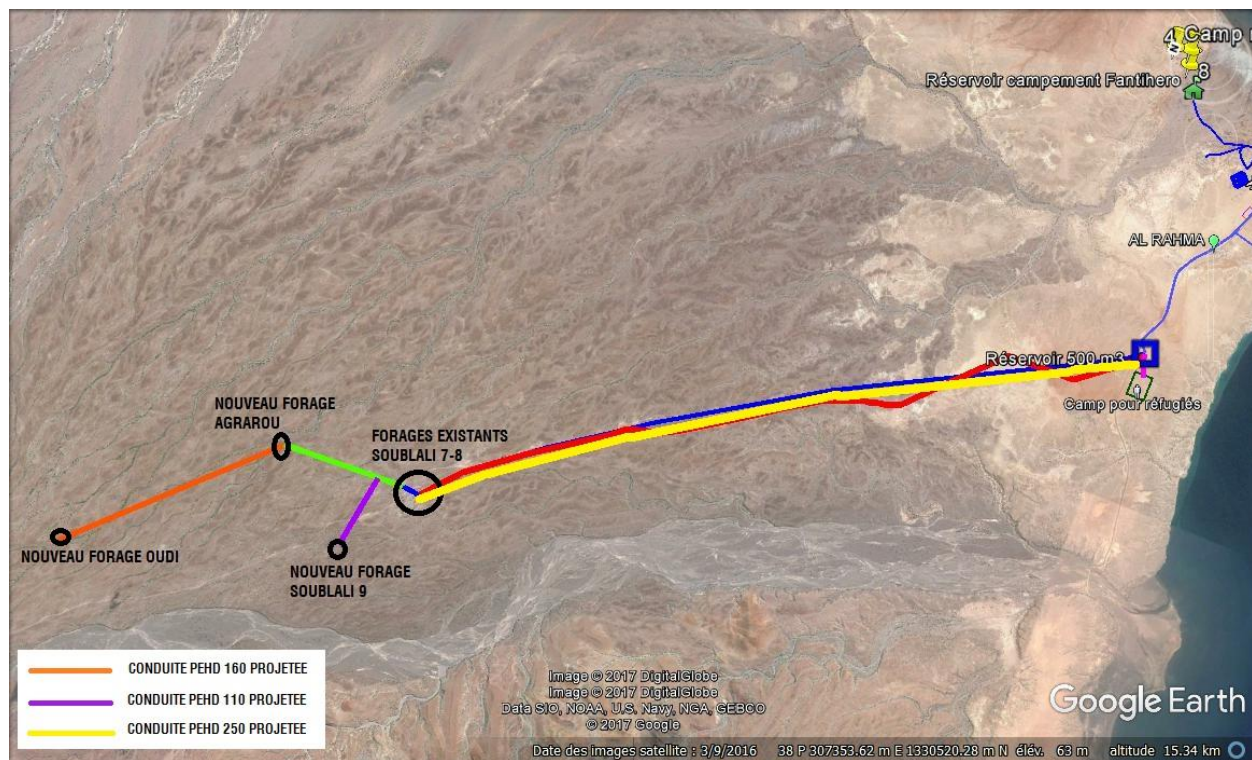 4 Camp
N
8
Réservoir campement Fantihero
AL RAHMA
Réservoir 500 m3
Camp pour réfugiés
NOUVEAU FORAGE
AGRAROU
FORAGES EXISTANTS
SOUBLALI 7-8
NOUVEAU FORAGE OUDI
NOUVEAU FORAGE
SOUBLALI 9
CONDUITE PEHD 160 PROJETEE
CONDUITE PEHD 110 PROJETEE
CONDUITE PEHD 250 PROJETEE
Image © 2017 DigitalGlobe
Image © 2017 DigitalGlobe
Data SIO, NOAA, U.S. Navy, NGA, GEBCO
© 2017 Google
Google Earth
Date des images satellite : 3/9/2016 38 P 307353.62 m E 1330520.28 m N élév. 63 m altitude 15.34 km